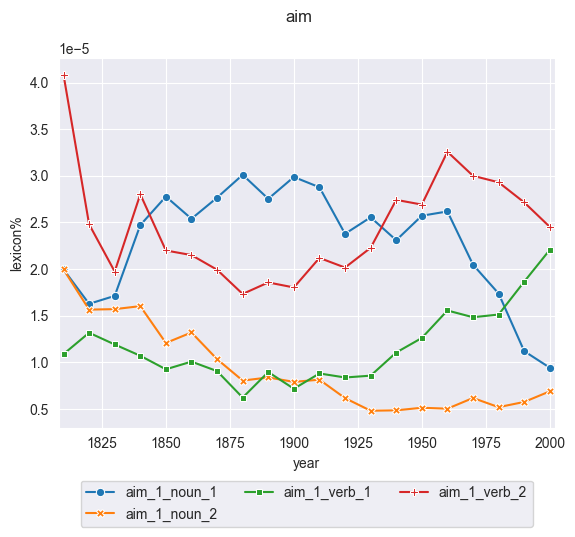 aim
1e−5
4.0
3.5
3.0
2.5
2.0
1.5
1.0
0.5
lexicon%
1825 1850 1875 1900 1925 1950 1975 2000
year
aim_1_noun_1 aim_1_verb_1 aim_1_verb_2
aim_1_noun_2